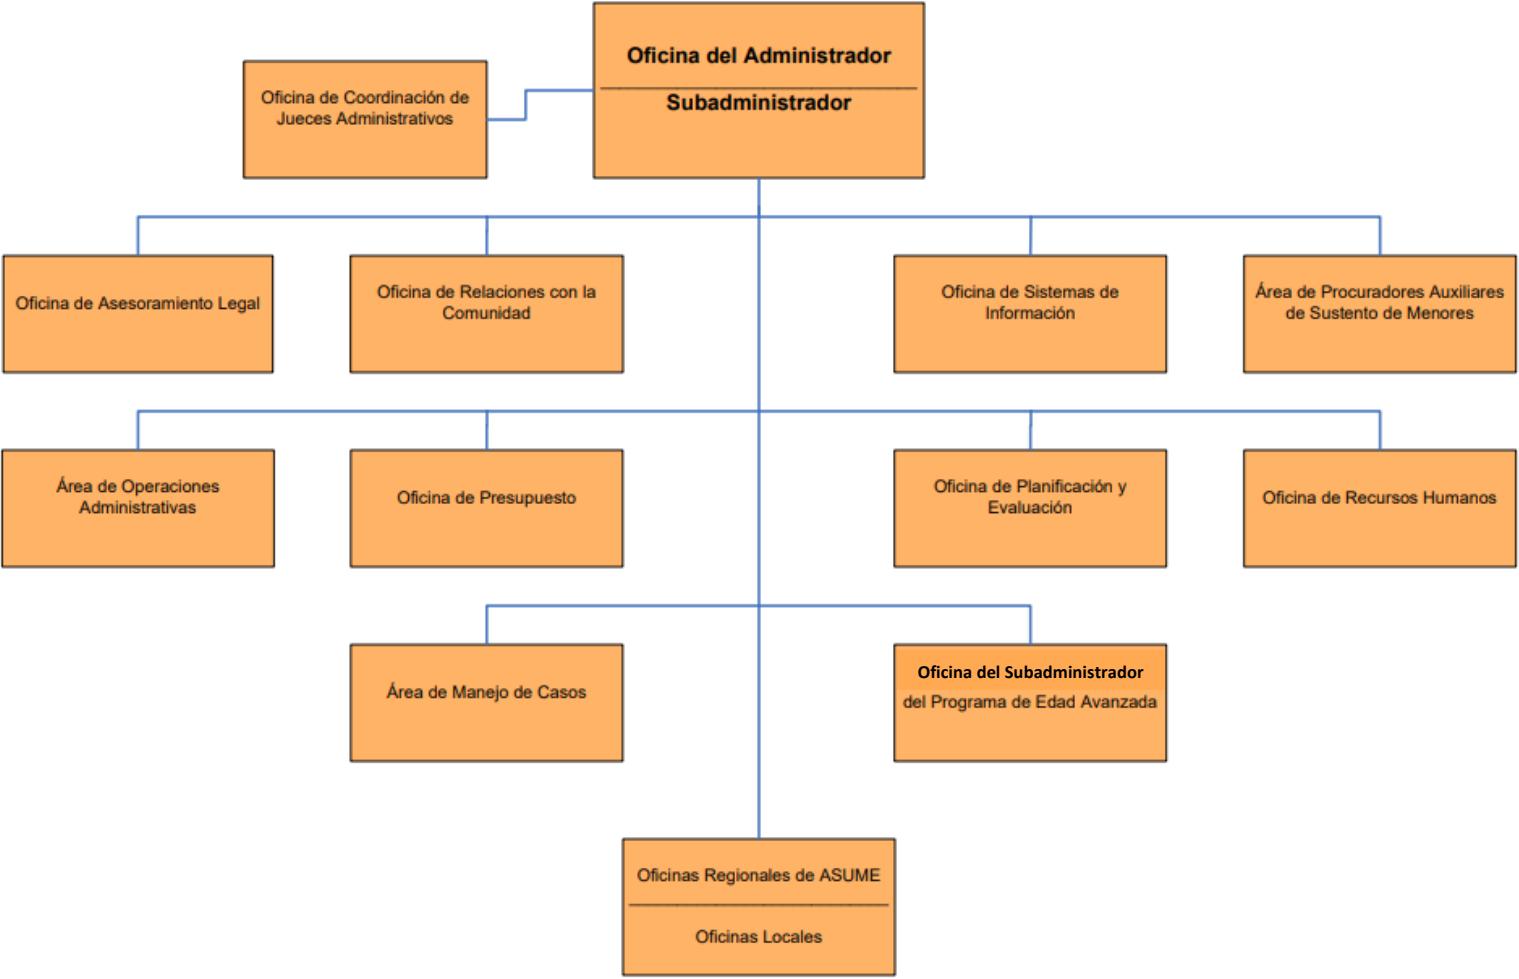 Oficina del Administrador
Subadministrador
Oficina de Coordinación de
Jueces Administrativos
Oficina de Asesoramiento Legal
Oficina de Relaciones con la
Comunidad
Oficina de Sistemas de
Información
Área de Procuradores Auxiliares
de Sustento de Menores
Área de Operaciones
Administrativas
Oficina de Presupuesto
Oficina de Planificación y
Evaluación
Oficina de Recursos Humanos
Área de Manejo de Casos
Oficina del Subadministrador
del Programa de Edad Avanzada
Oficinas Regionales de ASUME
Oficinas Locales